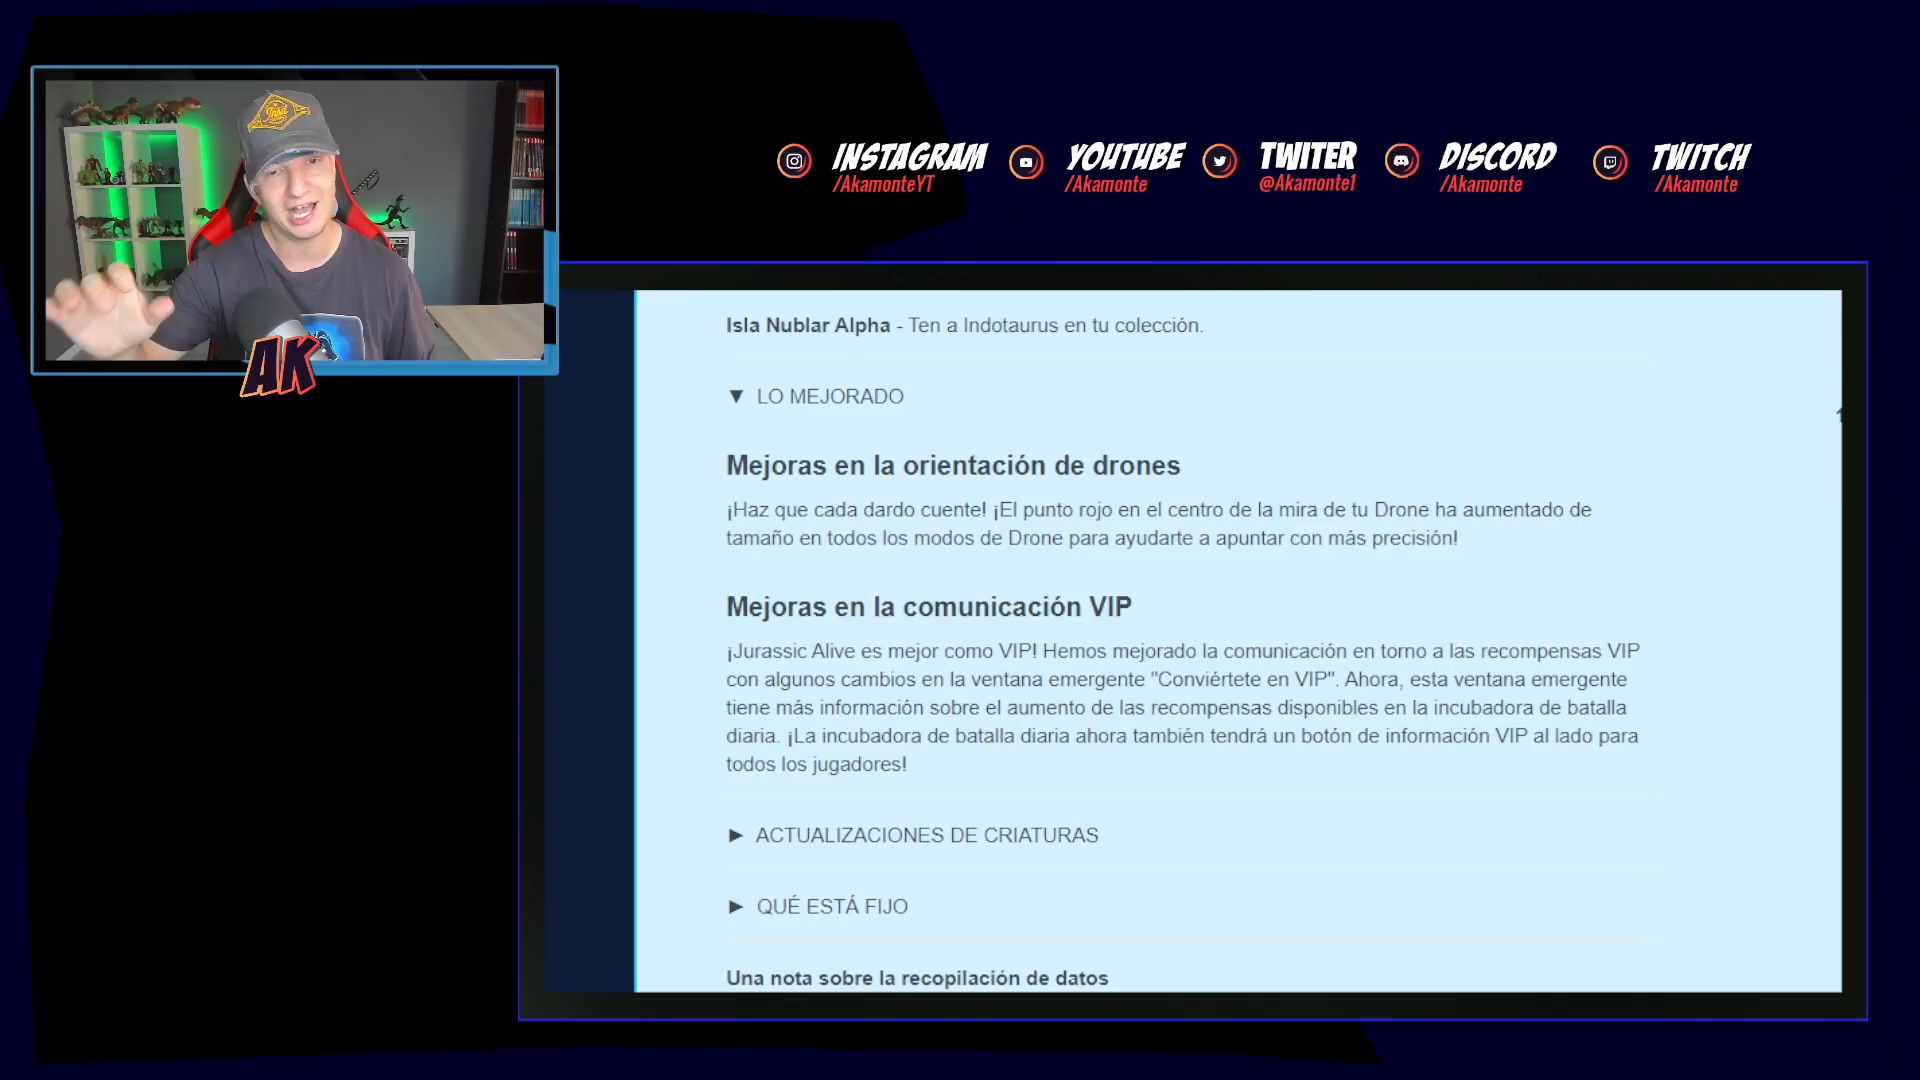 INSTAGRAM
/AkamonteYT
YOUTUBE
/Akamonte
TWITER
@Akamonte1
DISCORD
/Akamonte
TWITCH
/Akamonte
AK
Isla Nublar Alpha - Ten a Indotaurus en tu colección.
▼ LO MEJORADO
Mejoras en la orientación de drones
¡Haz que cada dardo cuente! ¡El punto rojo en el centro de la mira de tu Drone ha aumentado de
tamaño en todos los modos de Drone para ayudarte a apuntar con más precisión!
Mejoras en la comunicación VIP
¡Jurassic Alive es mejor como VIP! Hemos mejorado la comunicación en torno a las recompensas VIP
con algunos cambios en la ventana emergente "Conviértete en VIP". Ahora, esta ventana emergente
tiene más información sobre el aumento de las recompensas disponibles en la incubadora de batalla
diaria. ¡La incubadora de batalla diaria ahora también tendrá un botón de información VIP al lado para
todos los jugadores!
► ACTUALIZACIONES DE CRIATURAS
► QUÉ ESTÁ FIJO
Una nota sobre la recopilación de datos